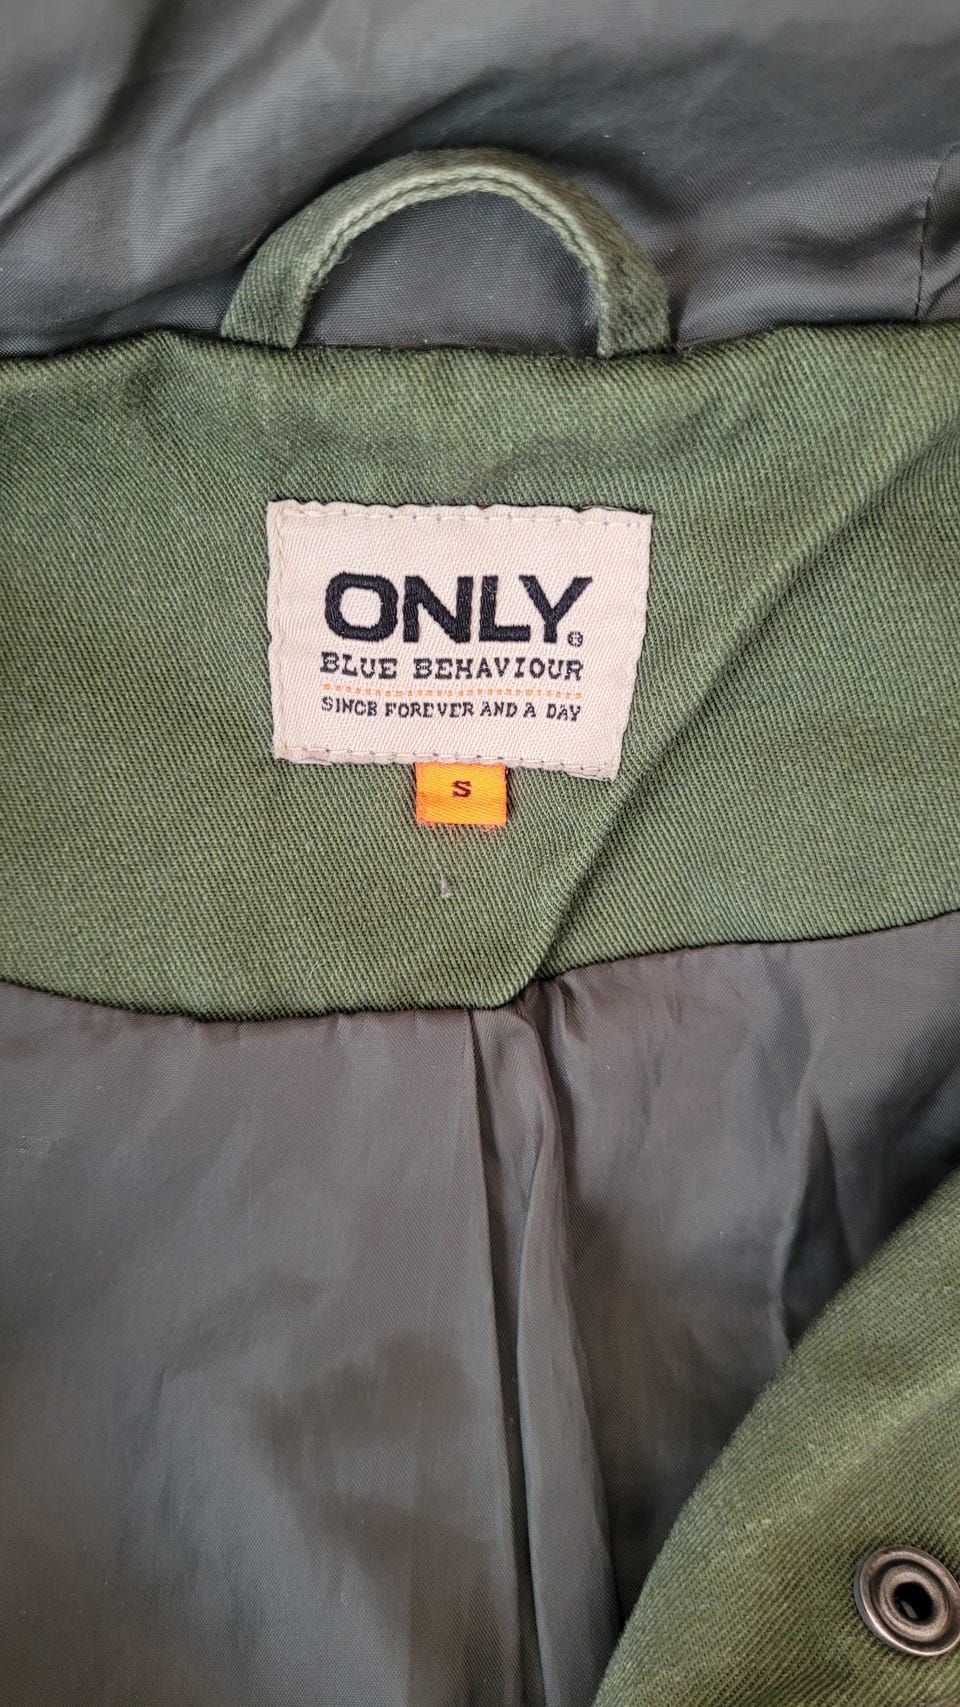 ONLY®
BLUE BEHAVIOUR
SINCE FOREVER AND A DAY
S